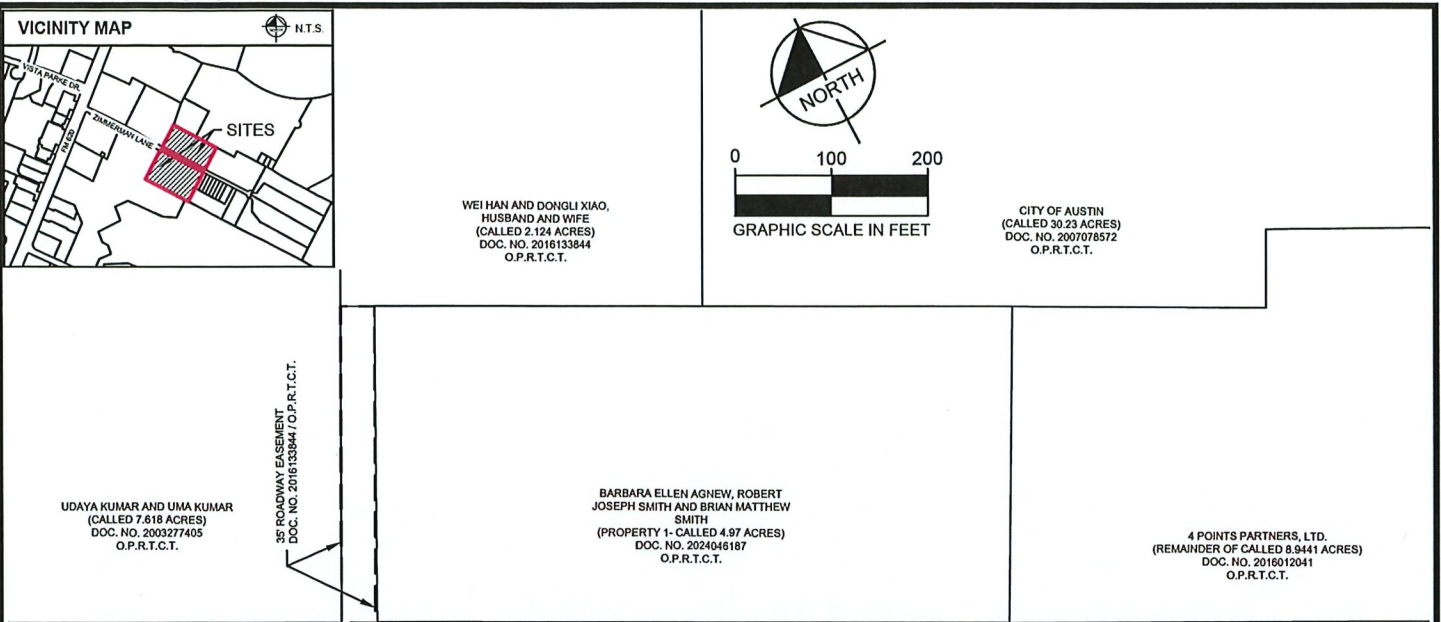 VICINITY MAP
N.T.S.
VISTA PARKE DR.
ZIMMERMAN LANE
FM 620
SITES
NORTH
0 100 200
GRAPHIC SCALE IN FEET
WEI HAN AND DONGLI XIAO,
HUSBAND AND WIFE
(CALLED 2.124 ACRES)
DOC. NO. 2016133844
O.P.R.T.C.T.
CITY OF AUSTIN
(CALLED 30.23 ACRES)
DOC. NO. 2007078572
O.P.R.T.C.T.
UDAYA KUMAR AND UMA KUMAR
(CALLED 7.618 ACRES)
DOC. NO. 2003277405
O.P.R.T.C.T.
35' ROADWAY EASEMENT
DOC. NO. 2016133844 / O.P.R.T.C.T.
BARBARA ELLEN AGNEW, ROBERT
JOSEPH SMITH AND BRIAN MATTHEW
SMITH
(PROPERTY 1- CALLED 4.97 ACRES)
DOC. NO. 2024046187
O.P.R.T.C.T.
4 POINTS PARTNERS, LTD.
(REMAINDER OF CALLED 8.9441 ACRES)
DOC. NO. 2016012041
O.P.R.T.C.T.